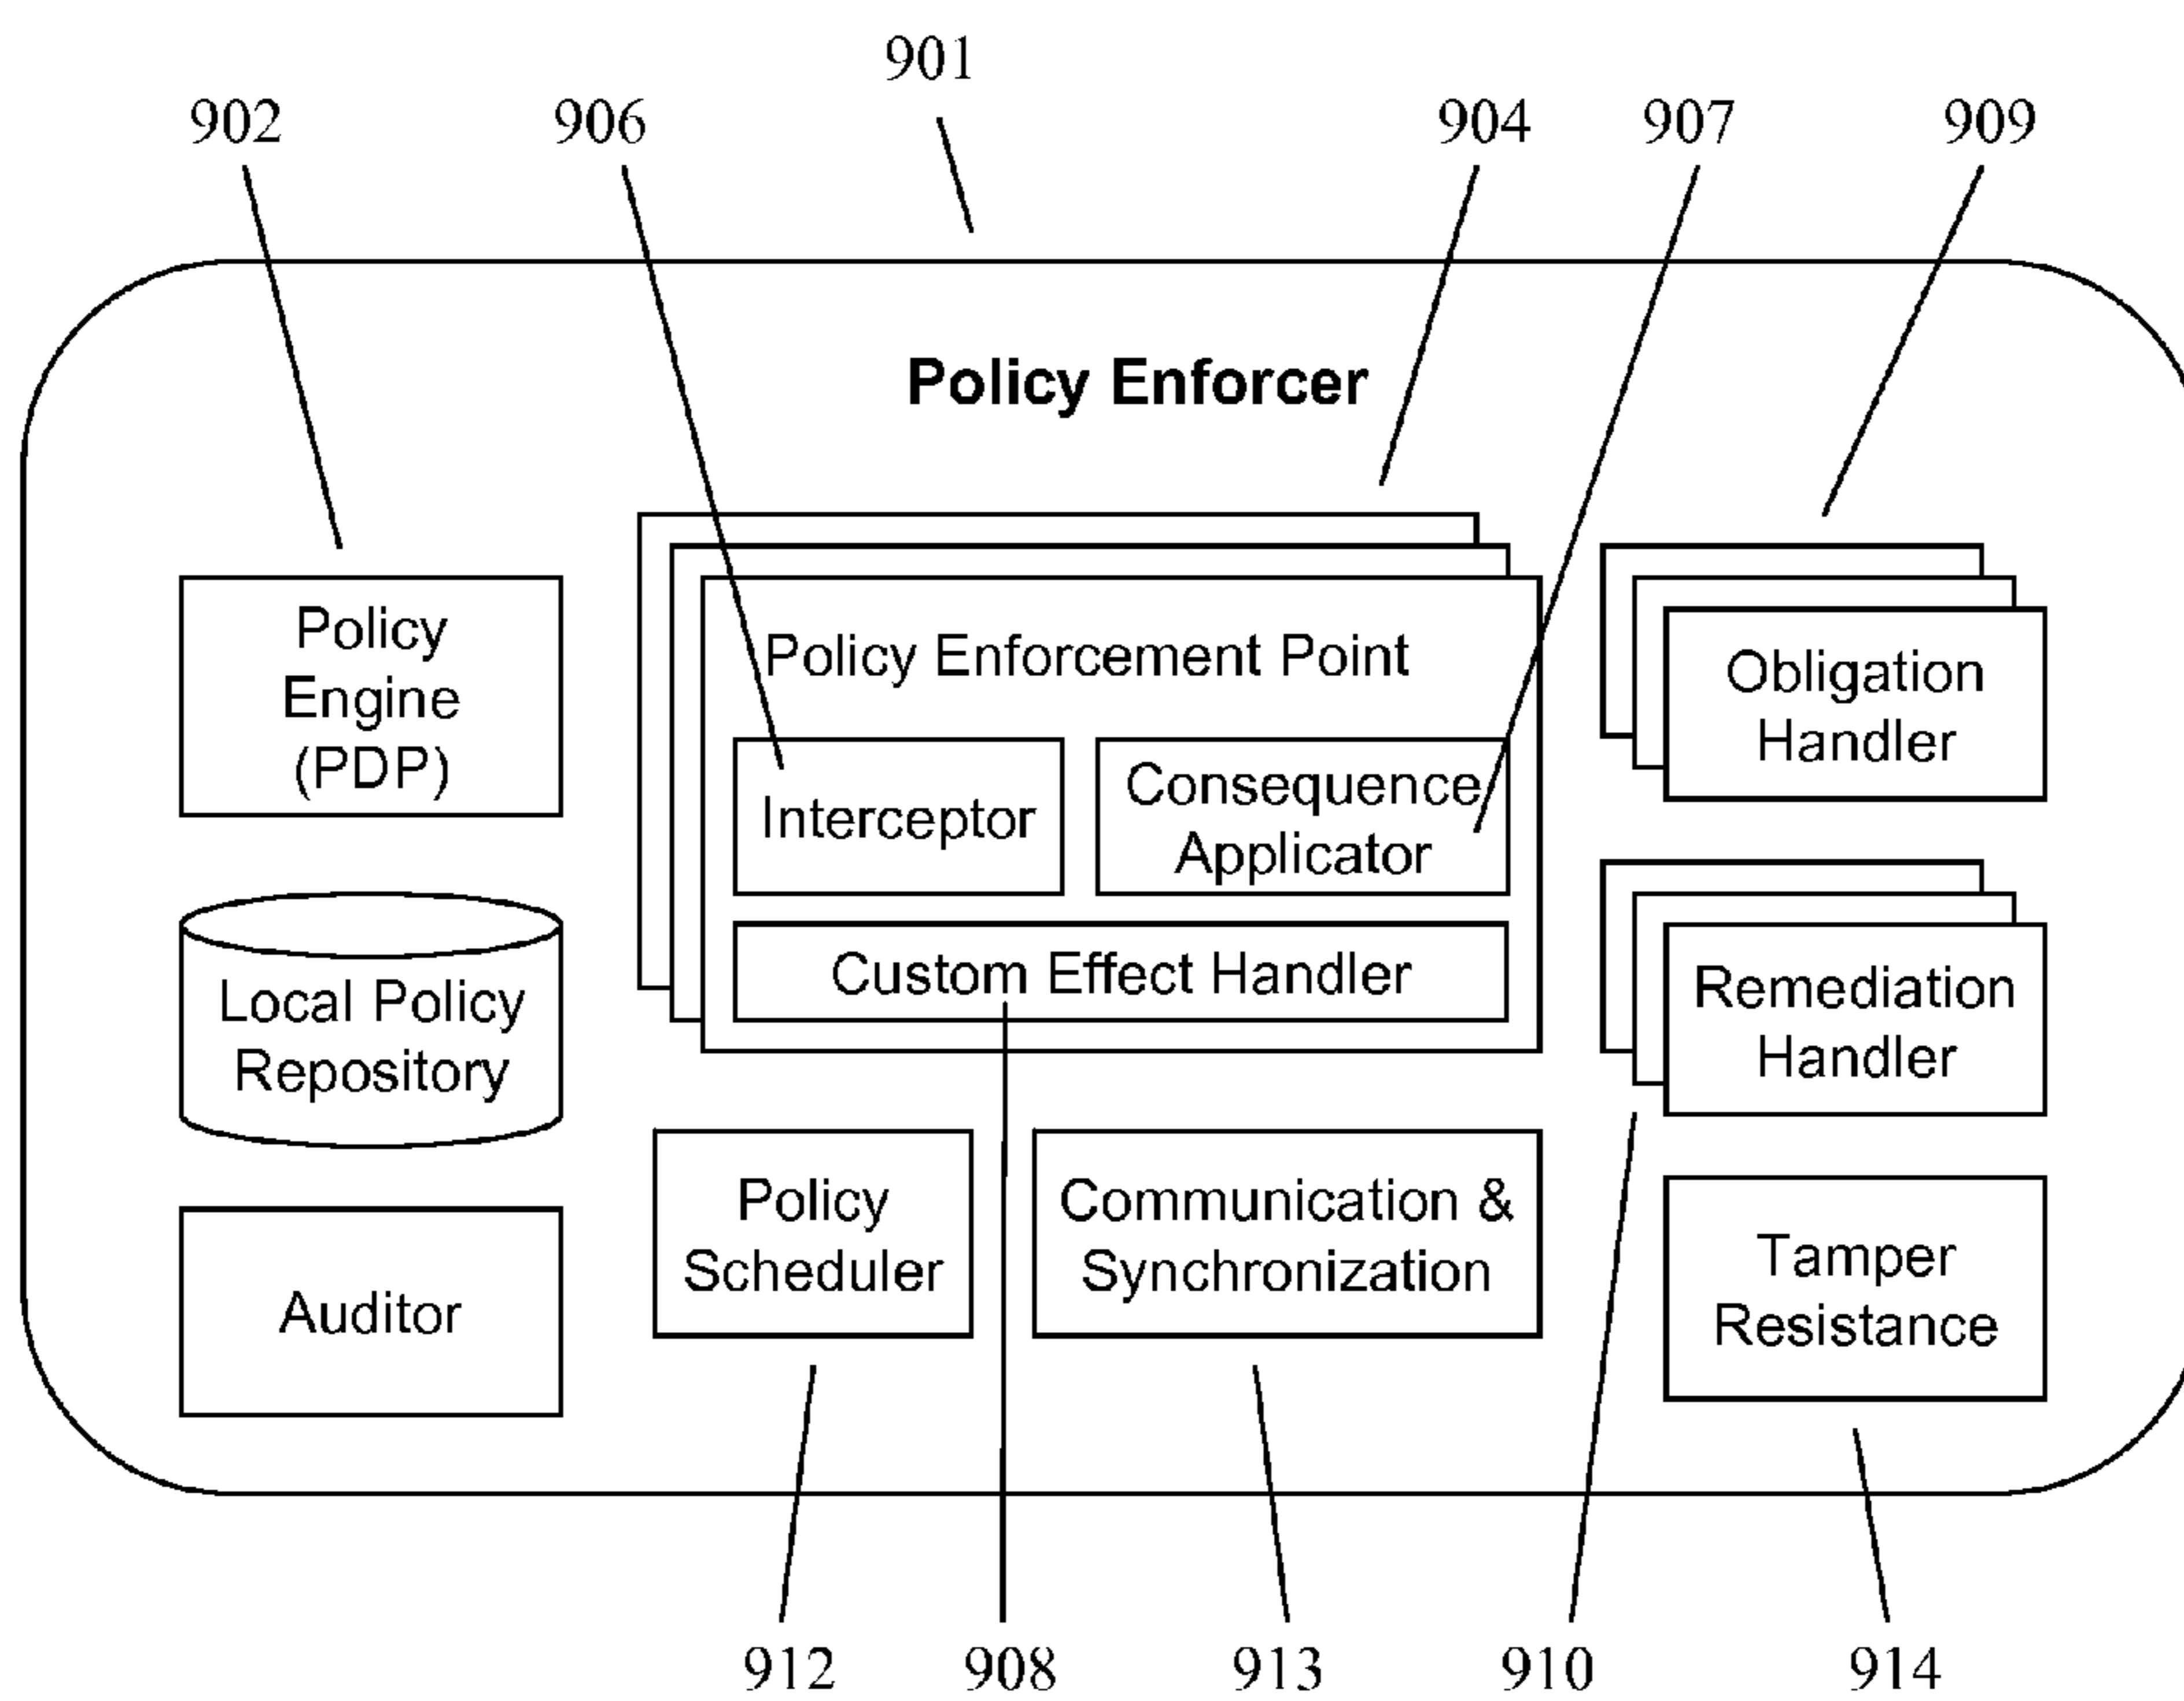 901
902
906
904
907
909
Policy Enforcer
Policy
Engine
(PDP)
Policy Enforcement Point
Interceptor
Consequence
Applicator
Custom Effect Handler
Obligation
Handler
Local Policy
Repository
Remediation
Handler
Auditor
Policy
Scheduler
Communication &
Synchronization
Tamper
Resistance
912
908
913
910
914